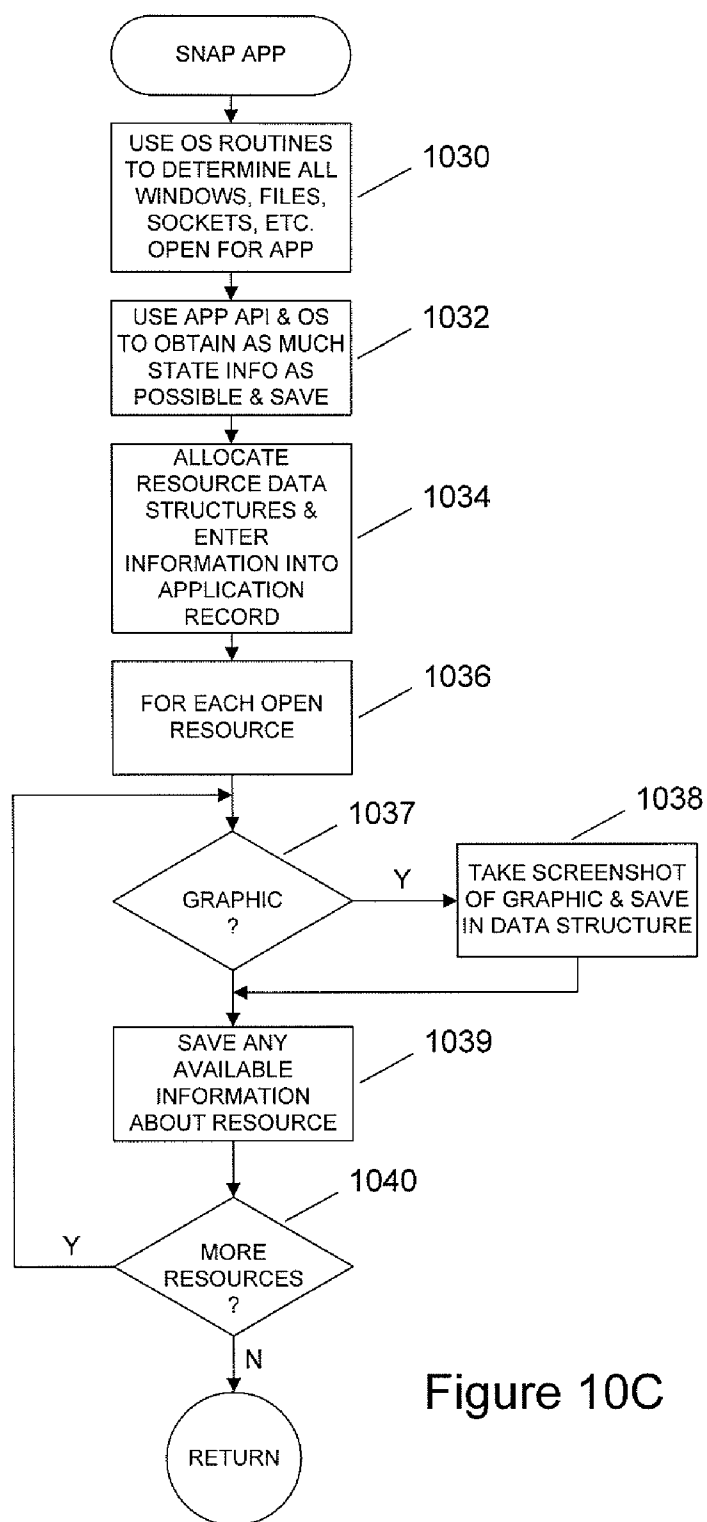 SNAP APP
USE OS ROUTINES
TO DETERMINE ALL
WINDOWS, FILES,
SOCKETS, ETC.
OPEN FOR APP
1030
USE APP API & OS
TO OBTAIN AS MUCH
STATE INFO AS
POSSIBLE & SAVE
1032
ALLOCATE
RESOURCE DATA
STRUCTURES &
ENTER
INFORMATION INTO
APPLICATION
RECORD
1034
FOR EACH OPEN
RESOURCE
1036
GRAPHIC
?
1037
Y
TAKE SCREENSHOT
OF GRAPHIC & SAVE
IN DATA STRUCTURE
1038
SAVE ANY
AVAILABLE
INFORMATION
ABOUT RESOURCE
1039
MORE
RESOURCES
?
1040
Y
N
RETURN
Figure 10C